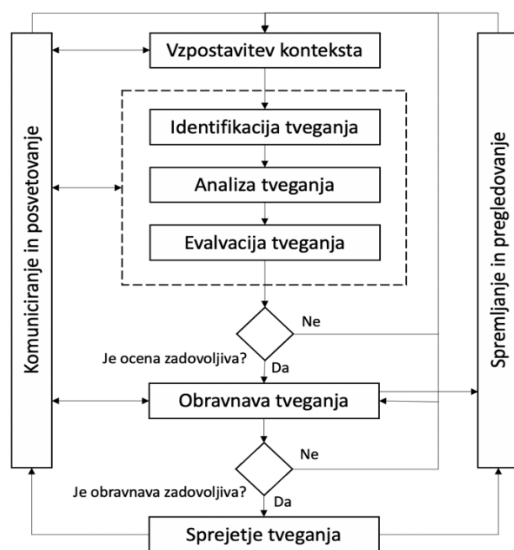 Vzpostavitev konteksta
Komuniciranje in posvetovanje
Identifikacija tveganja
Analiza tveganja
Evalvacija tveganja
Spremljanje in pregledovanje
Ne
Je ocena zadovoljiva?
Da
Obravnava tveganja
Ne
Je obravnava zadovoljiva?
Da
Sprejetje tveganja